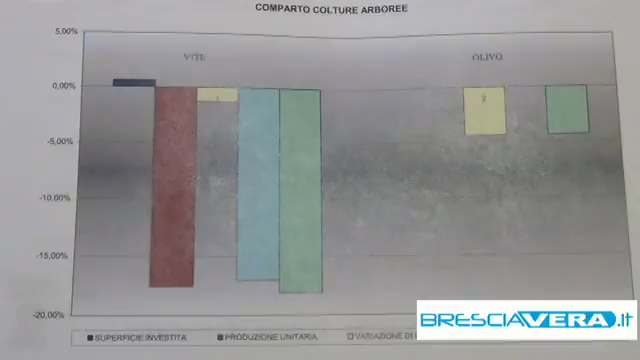 COMPARTO COLTURE ARBOREE
5,00%
VITE
OLIVO
0,00%
-5,00%
-10,00%
-15,00%
-20,00%
SUPERFICIE INVESTITA PRODUZIONE UNITARIA VARIAZIONE DI
BRESCIAVERA.it